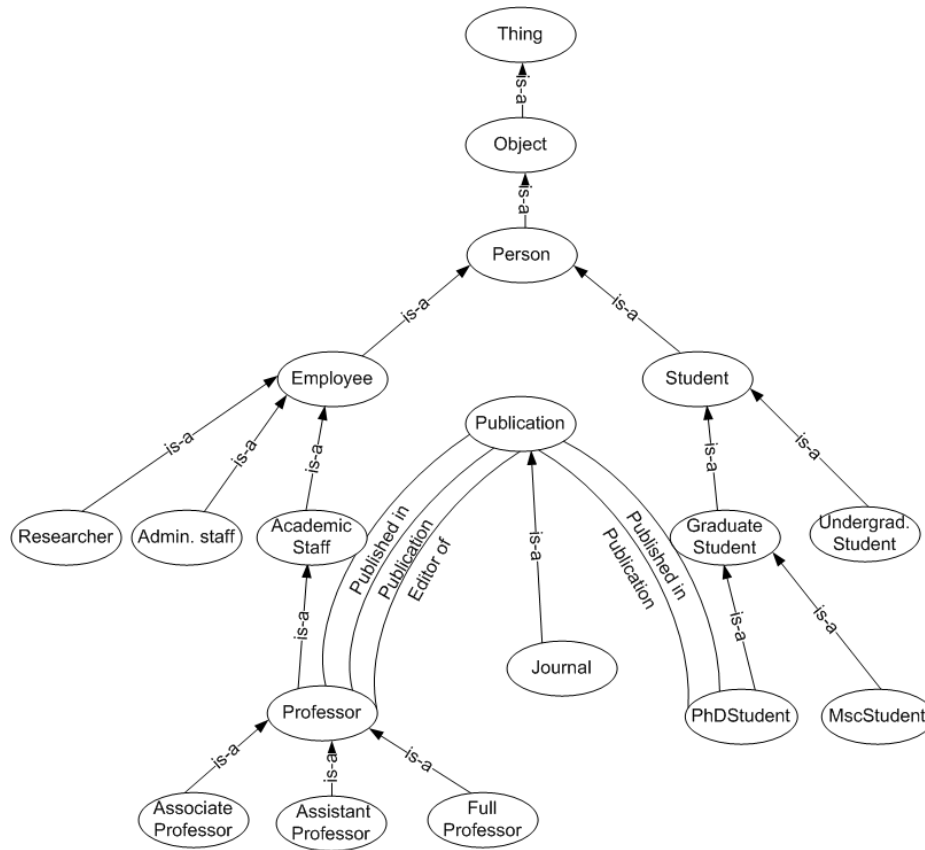 Thing
is-a
Object
is-a
Person
is-a
is-a
Employee
Student
Publication
is-a
is-a
is-a
is-a
is-a
Researcher
Admin. staff
Academic
Staff
Published in
Publication
Editor of
is-a
Publication
Published in
Graduate
Student
Undergrad.
Student
is-a
is-a
is-a
Journal
Professor
PhDStudent
MscStudent
is-a
is-a
is-a
Associate
Professor
Assistant
Professor
Full
Professor